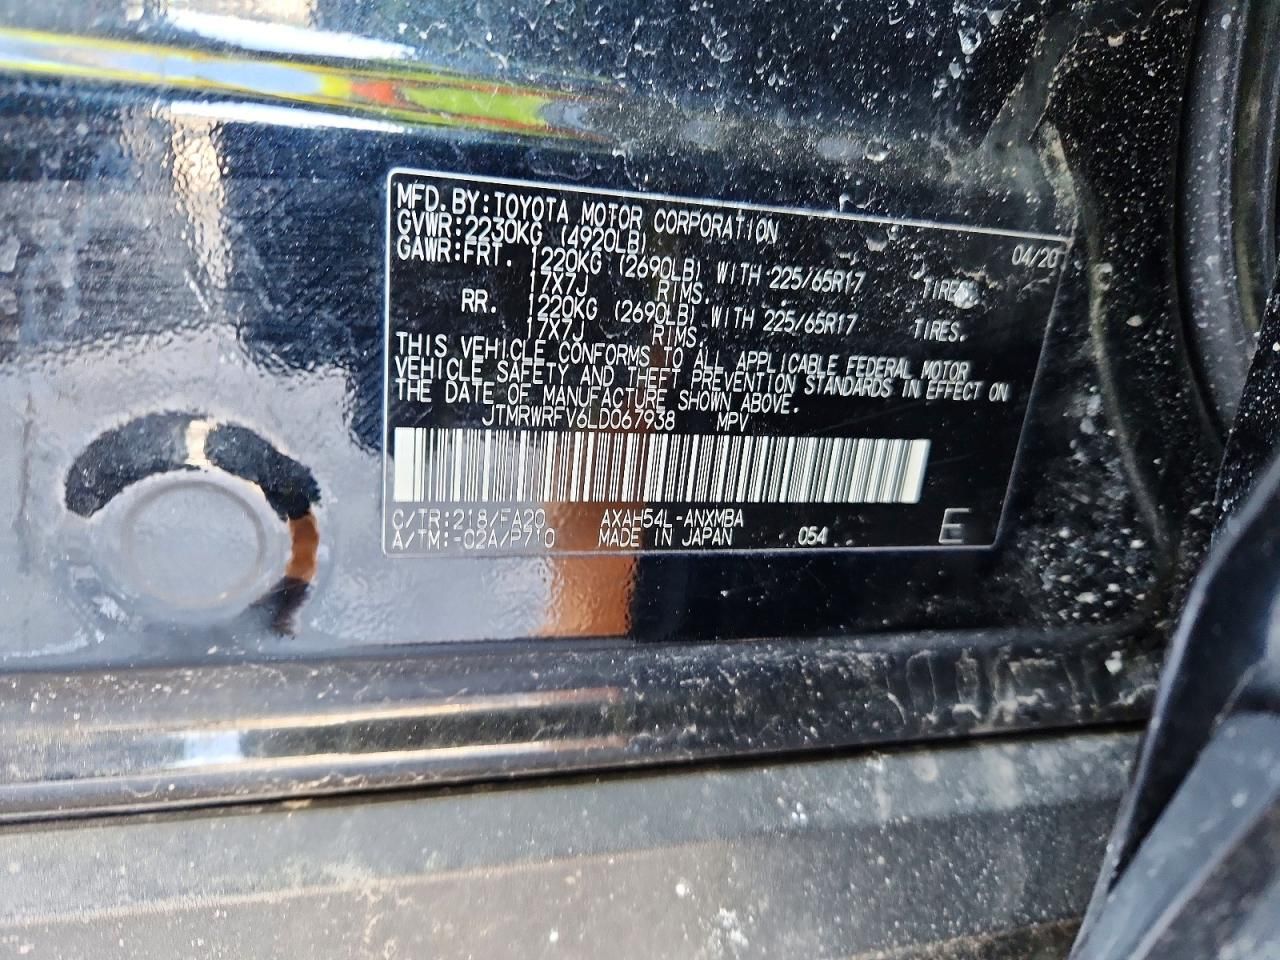 MFD. BY: TOYOTA MOTOR CORPORATION 04/20
GVWR: 2230KG (4920LB)
GAWR: FRT. 1220KG (2690LB) WITH 225/65R17 TIRES.
17X7J RIMS.
RR. 1220KG (2690LB) WITH 225/65R17 TIRES.
17X7J RIMS.
THIS VEHICLE CONFORMS TO ALL APPLICABLE FEDERAL MOTOR
VEHICLE SAFETY AND THEFT PREVENTION STANDARDS IN EFFECT ON
THE DATE OF MANUFACTURE SHOWN ABOVE.
JTMRWRFV6LD067938 MPV
C/TR:218/FA20 AXAH54L-ANXMBA
A/TM:-02A/P710 MADE IN JAPAN 054 E